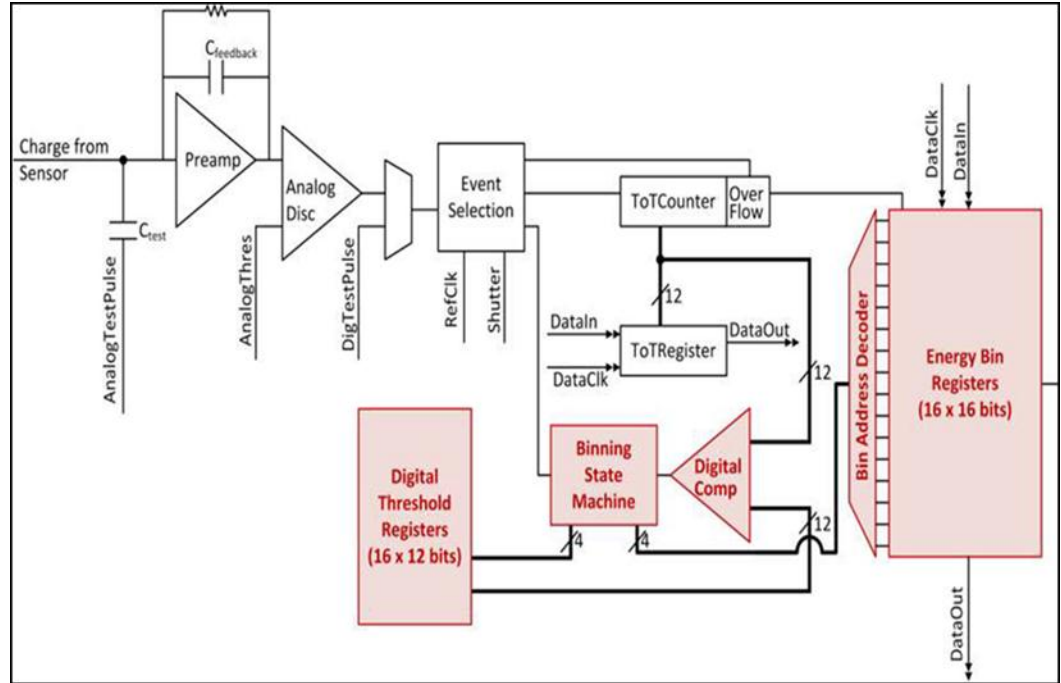 C_feedback
Charge from
Sensor
Preamp
C_test
AnalogTestPulse
Analog
Disc
AnalogThres
DigTestPulse
Event
Selection
RefClk
Shutter
ToTCounter
Over
Flow
12
DataIn
DataClk
ToTRegister
DataOut
12
DataClk
DataIn
Bin Address Decoder
Energy Bin
Registers
(16 x 16 bits)
Digital
Threshold
Registers
(16 x 12 bits)
Binning
State
Machine
Digital
Comp
4
4
12
DataOut